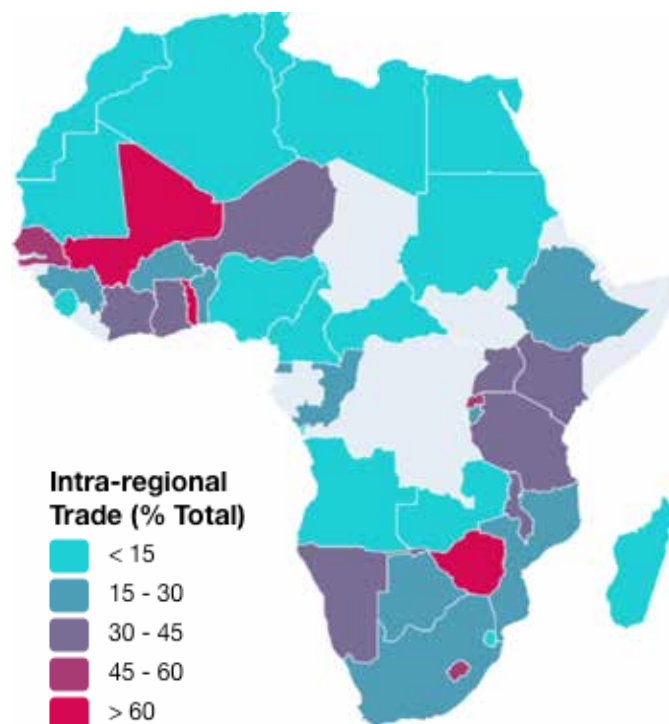 Intra-regional
Trade (% Total)
< 15
15 - 30
30 - 45
45 - 60
> 60